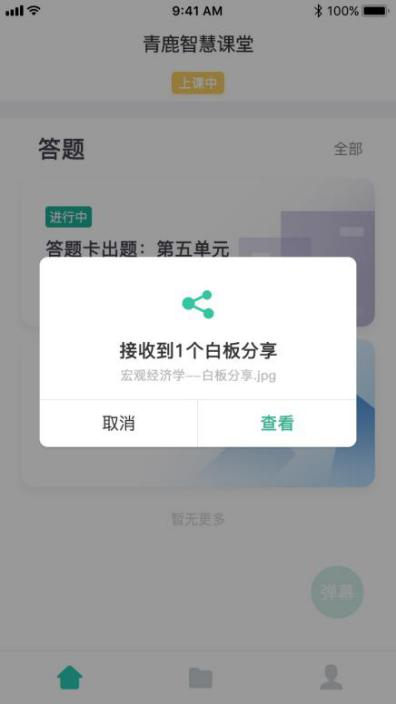 9:41 AM
100%
青鹿智慧课堂
上课中
答题
全部
进行中
答题卡出题：第五单元
接收到1个白板分享
宏观经济学––白板分享.jpg
取消
查看
暂无更多
弹幕